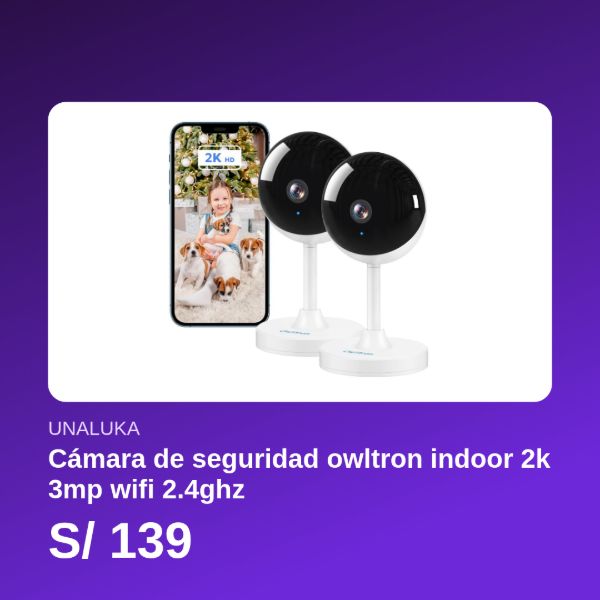 2K HD
UNALUKA
Cámara de seguridad owltron indoor 2k
3mp wifi 2.4ghz
S/ 139